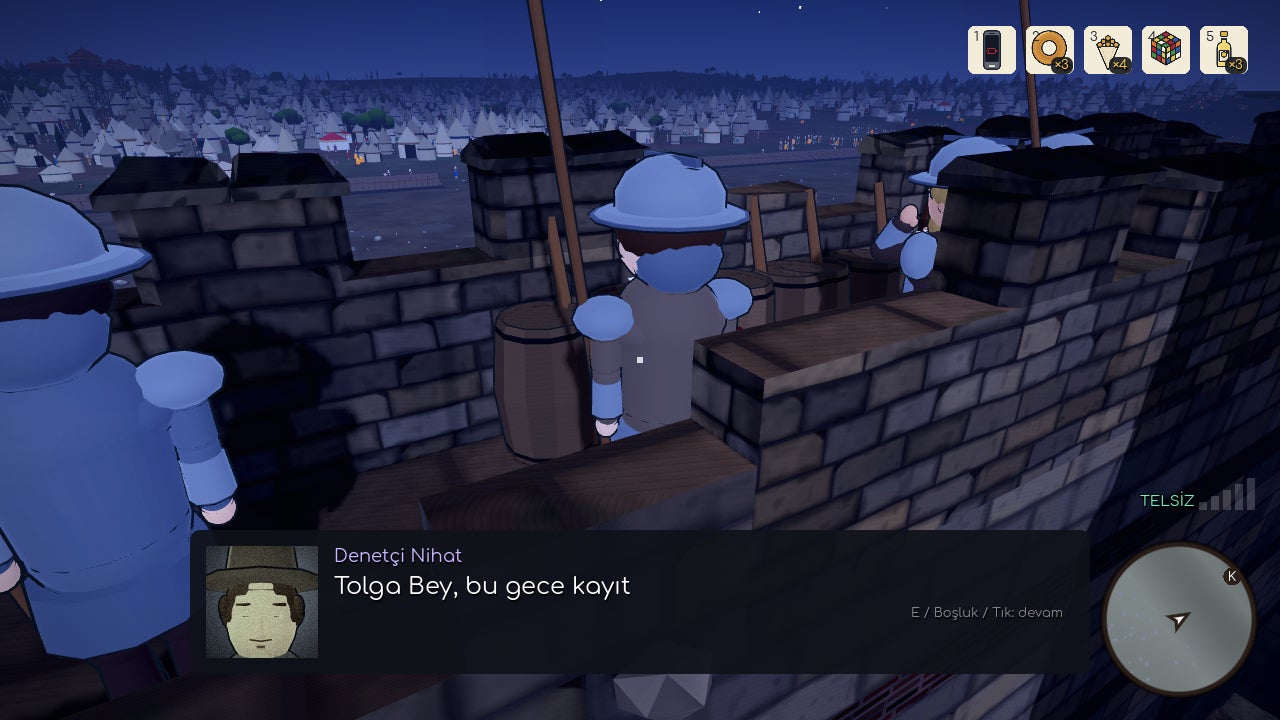 1
2
×3
3
×4
4
5
×3
TELSİZ
K
Denetçi Nihat
Tolga Bey, bu gece kayıt
E / Boşluk / Tık: devam